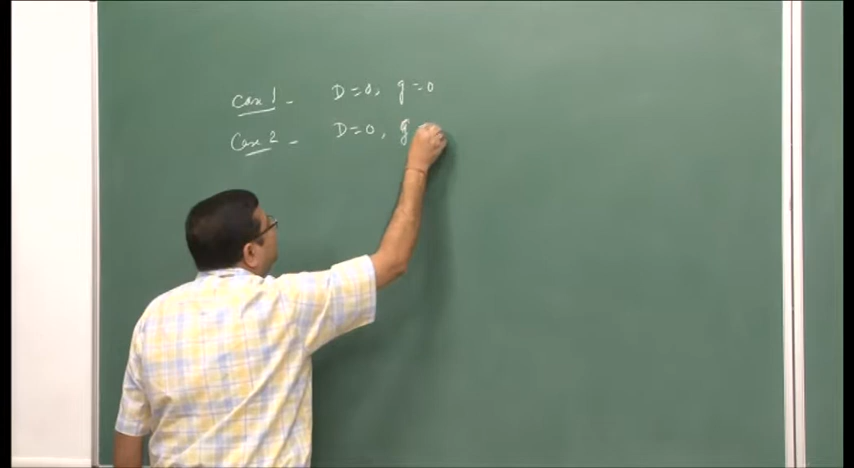 Case 1 - D=0, g=0
Case 2 - D=0, g